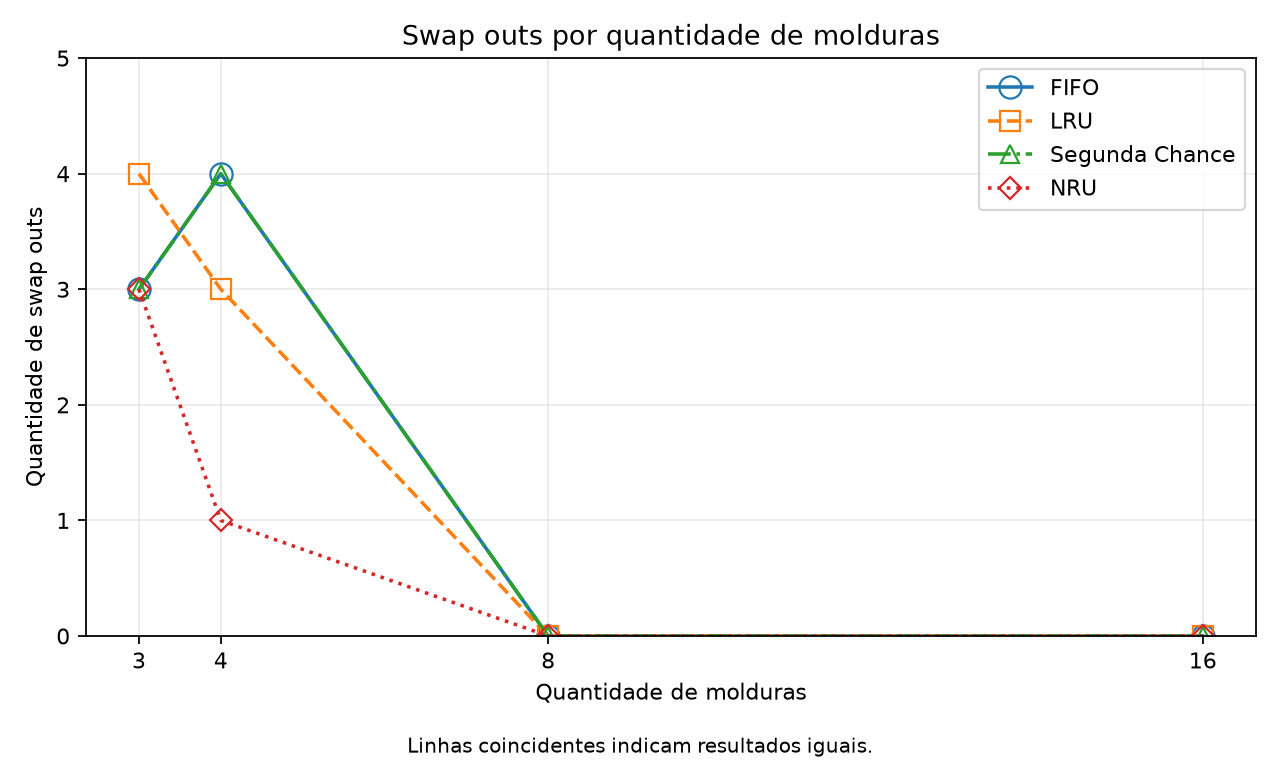 Swap outs por quantidade de molduras
Quantidade de swap outs
5
4
3
2
1
0
FIFO
LRU
Segunda Chance
NRU
3 4 8 16
Quantidade de molduras
Linhas coincidentes indicam resultados iguais.